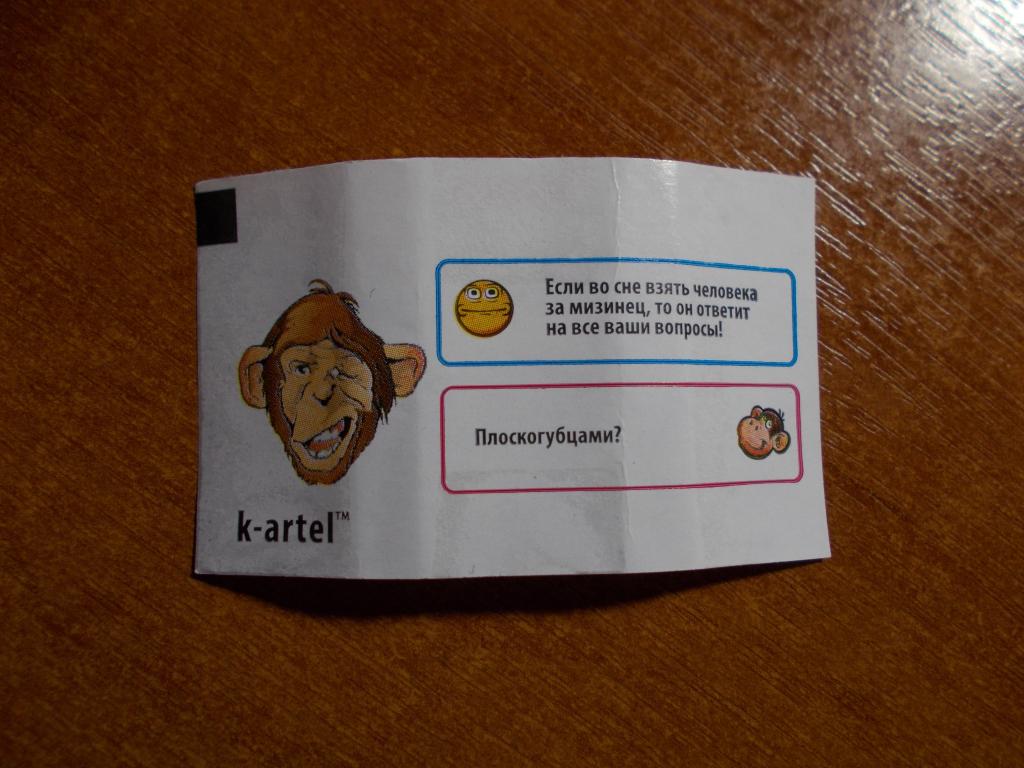 Если во сне взять человека
за мизинец, то он ответит
на все ваши вопросы!
Плоскогубцами?
k-artel™